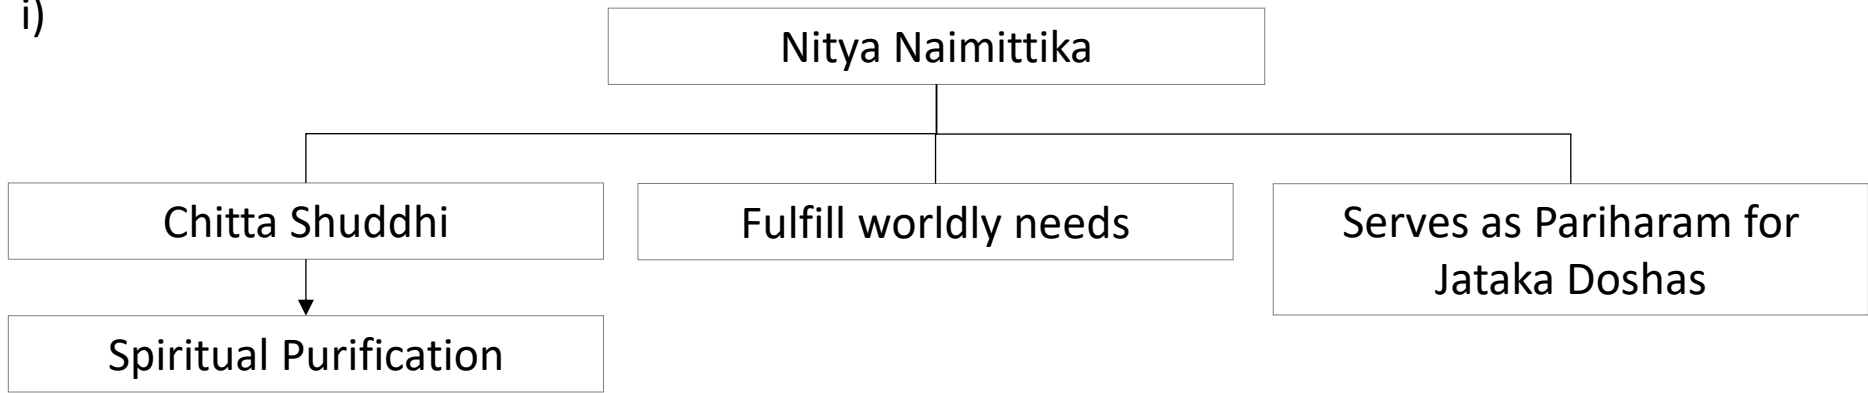 i)
Nitya Naimittika
Chitta Shuddhi
Fulfill worldly needs
Serves as Pariharam for
Jataka Doshas
Spiritual Purification